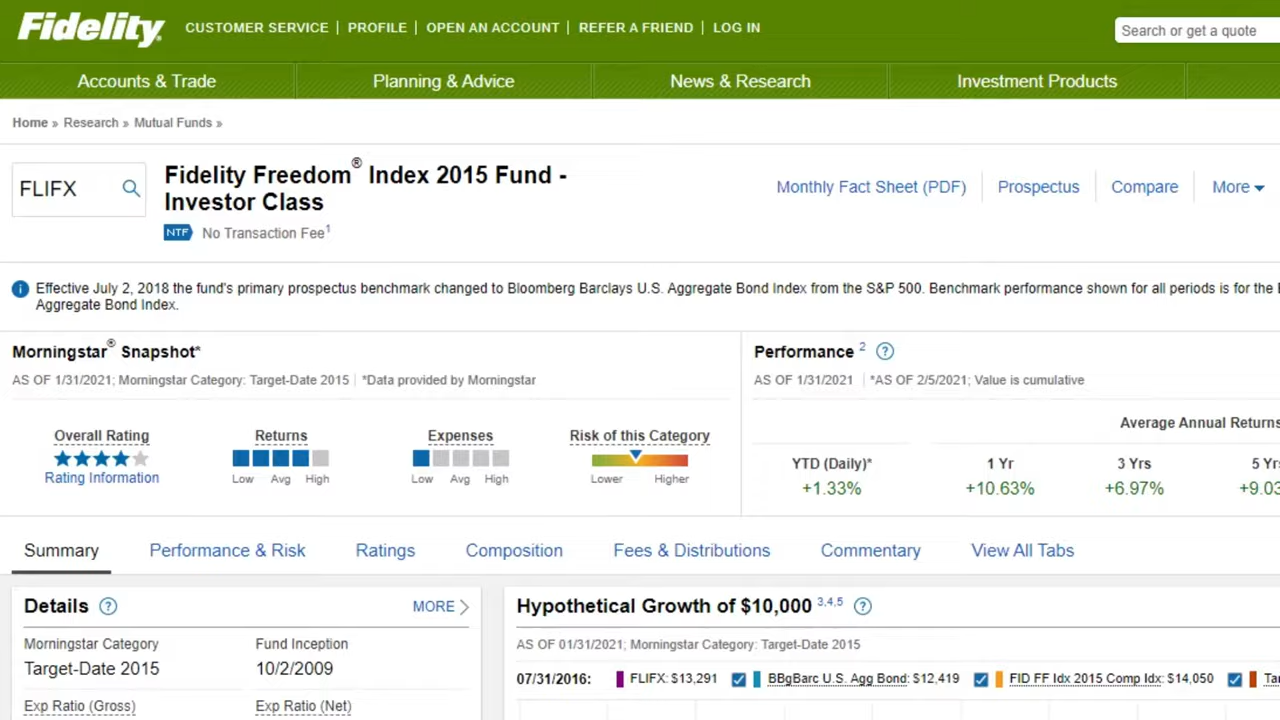 Fidelity
CUSTOMER SERVICE | PROFILE | OPEN AN ACCOUNT | REFER A FRIEND | LOG IN
Search or get a quote
Accounts & Trade
Planning & Advice
News & Research
Investment Products
Home » Research » Mutual Funds »
FLIFX
Fidelity Freedom® Index 2015 Fund -
Investor Class
NTF No Transaction Fee1
Monthly Fact Sheet (PDF)
Prospectus
Compare
More
Effective July 2, 2018 the fund's primary prospectus benchmark changed to Bloomberg Barclays U.S. Aggregate Bond Index from the S&P 500. Benchmark performance shown for all periods is for the
Aggregate Bond Index.
Morningstar® Snapshot*
AS OF 1/31/2021; Morningstar Category: Target-Date 2015 | *Data provided by Morningstar
Overall Rating
Rating Information
Returns
Low Avg High
Expenses
Low Avg High
Risk of this Category
Lower Higher
Performance 2 ?
AS OF 1/31/2021 | *AS OF 2/5/2021; Value is cumulative
Average Annual Returns
YTD (Daily)* 1 Yr 3 Yrs 5 Yrs
+1.33% +10.63% +6.97% +9.03
Summary
Performance & Risk
Ratings
Composition
Fees & Distributions
Commentary
View All Tabs
Details ?
MORE
Morningstar Category
Target-Date 2015
Fund Inception
10/2/2009
Exp Ratio (Gross)
Exp Ratio (Net)
Hypothetical Growth of $10,000 3,4,5 ?
AS OF 01/31/2021; Morningstar Category: Target-Date 2015
07/31/2016: FLIFX: $13,291 BBgBarc U.S. Agg Bond: $12,419 FID FF Idx 2015 Comp Idx: $14,050